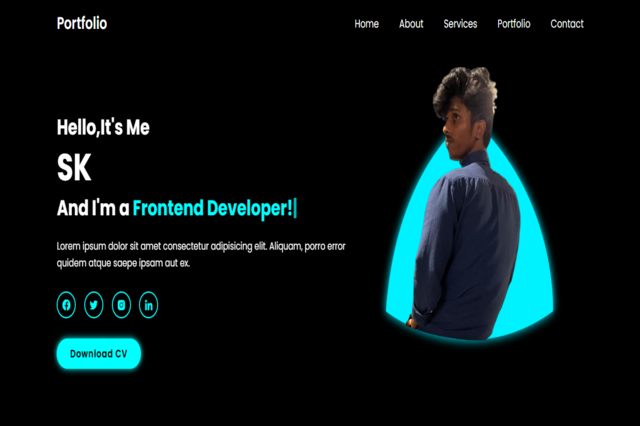 Portfolio
Home About Services Portfolio Contact
Hello,It's Me
SK
And I'm a Frontend Developer!
Lorem ipsum dolor sit amet consectetur adipisicing elit. Aliquam, porro error
quidem atque saepe ipsam aut ex.
Download CV